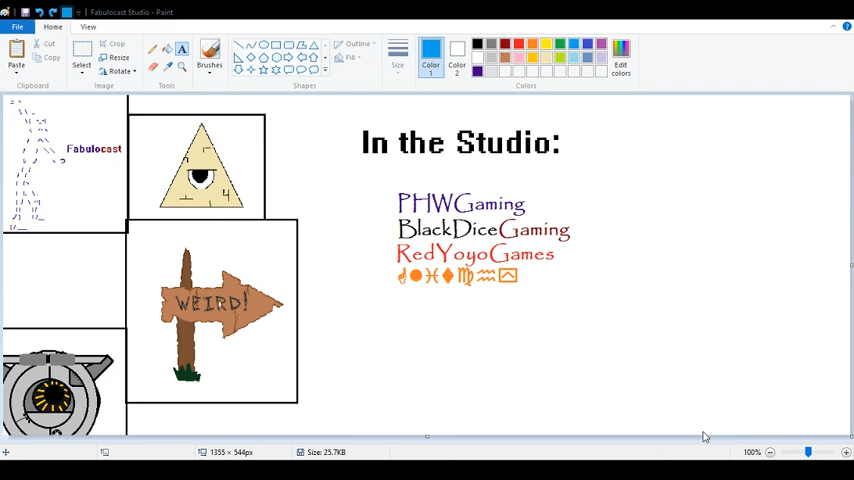 Fabulocast Studio - Paint
File Home View
Cut
Copy
Paste
Clipboard
Crop
Resize
Rotate
Select
Image
A
Tools
Brushes
Shapes
Outline
Fill
Size
Color 1
Color 2
Edit colors
Colors
Fabulocast
4
WEIRD!
In the Studio:
PHWGaming
BlackDiceGaming
RedYoyoGames
1355 × 544px
Size: 25.7KB
100%